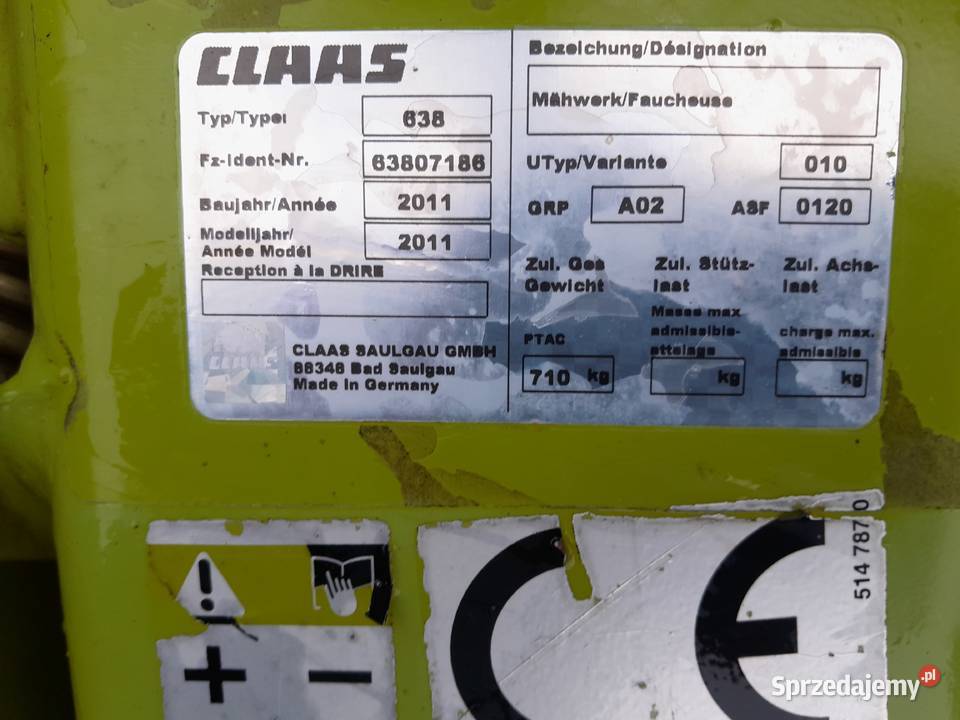 CLAAS
Typ/Type: 638
Fz-Ident-Nr. 63807186
Baujahr/Année 2011
Modelljahr/
Année Modèl 2011
Reception à la DRIRE
CLAAS SAULGAU GMBH
88348 Bad Saulgau
Made in Germany
Bezeichung/Désignation
Mähwerk/Faucheuse
UTyp/Variante 010
GRP A02 ASF 0120
Zul. Ges Gewicht
PTAC
710 kg
Zul. Stütz-
last
Masse max
admissible-
attelage
kg
Zul. Achs-
last
charge max.
admissible
kg
+ −
CE
514 787 0
Sprzedajemy.pl